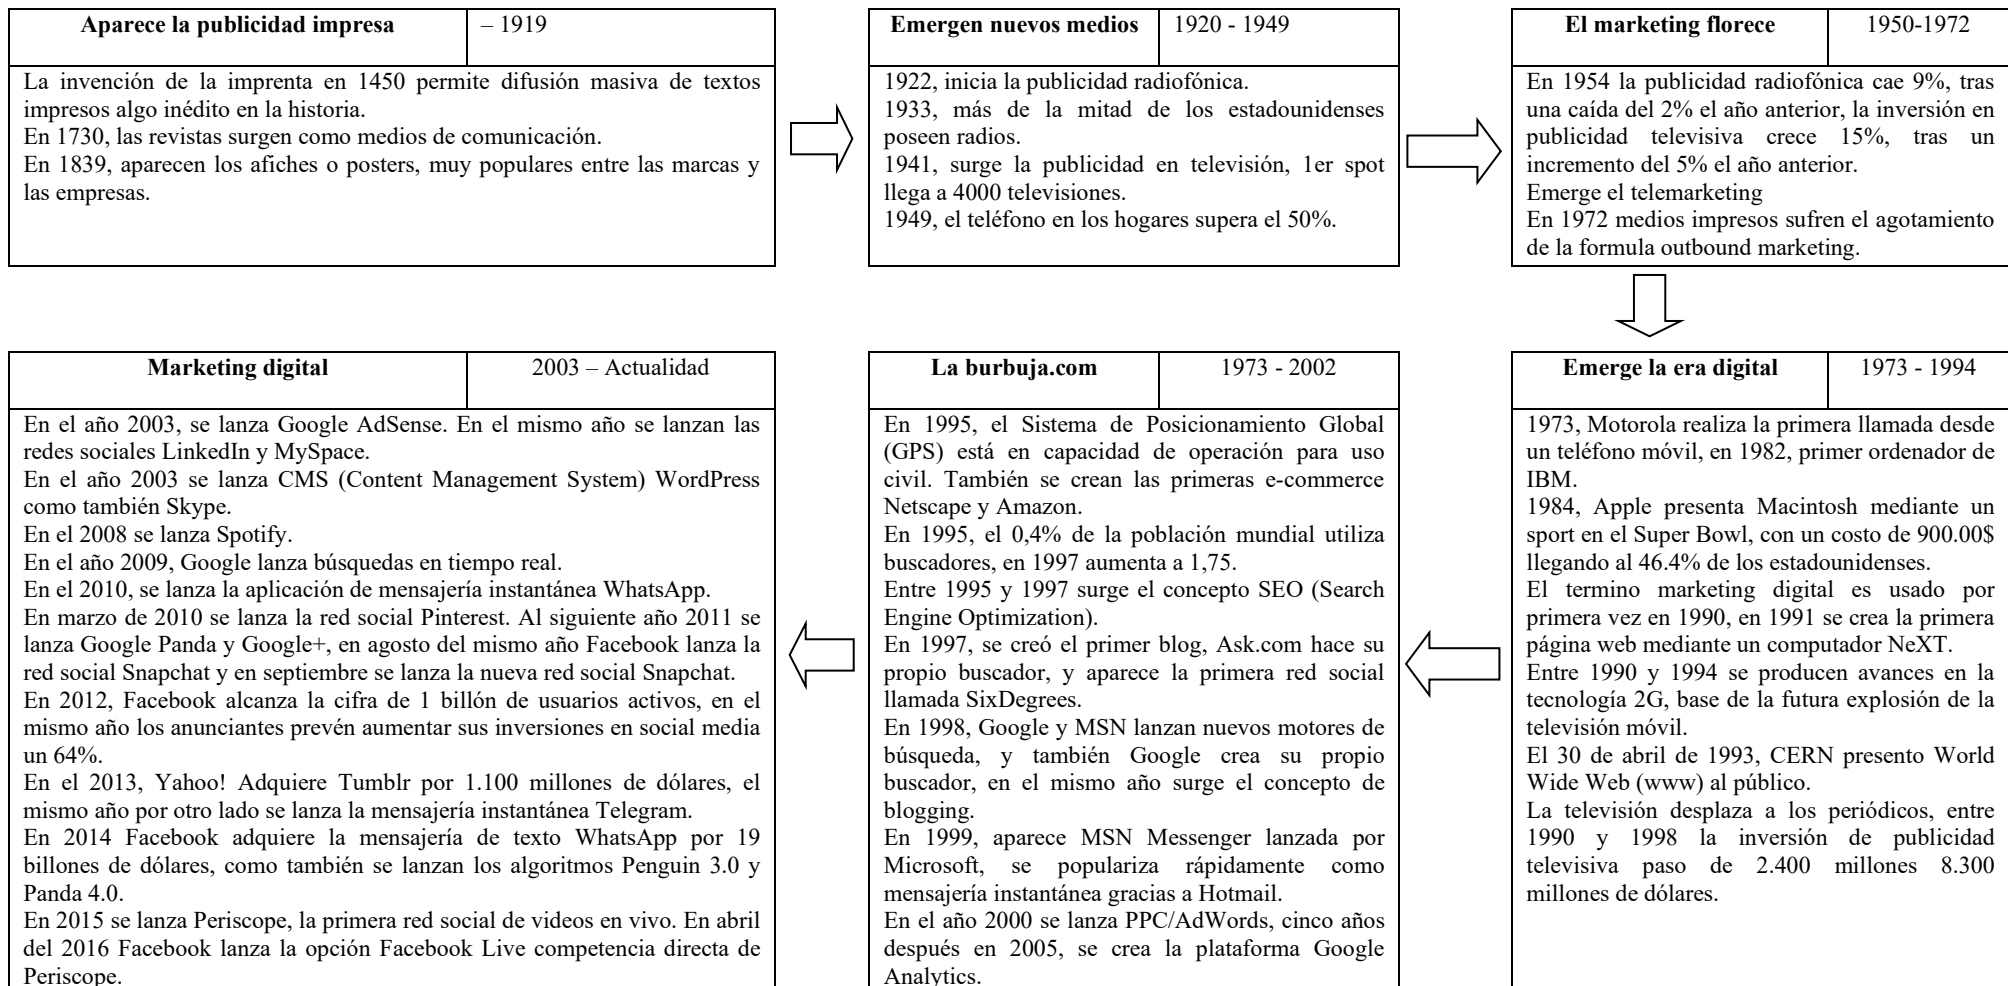 Aparece la publicidad impresa
– 1919
La invención de la imprenta en 1450 permite difusión masiva de textos
impresos algo inédito en la historia.
En 1730, las revistas surgen como medios de comunicación.
En 1839, aparecen los afiches o posters, muy populares entre las marcas y
las empresas.
Emergen nuevos medios
1920 - 1949
1922, inicia la publicidad radiofónica.
1933, más de la mitad de los estadounidenses
poseen radios.
1941, surge la publicidad en televisión, 1er spot
llega a 4000 televisiones.
1949, el teléfono en los hogares supera el 50%.
El marketing florece
1950-1972
En 1954 la publicidad radiofónica cae 9%, tras
una caída del 2% el año anterior, la inversión en
publicidad televisiva crece 15%, tras un
incremento del 5% el año anterior.
Emerge el telemarketing
En 1972 medios impresos sufren el agotamiento
de la formula outbound marketing.
Emerge la era digital
1973 - 1994
1973, Motorola realiza la primera llamada desde
un teléfono móvil, en 1982, primer ordenador de
IBM.
1984, Apple presenta Macintosh mediante un
sport en el Super Bowl, con un costo de 900.00$
llegando al 46.4% de los estadounidenses.
El termino marketing digital es usado por
primera vez en 1990, en 1991 se crea la primera
página web mediante un computador NeXT.
Entre 1990 y 1994 se producen avances en la
tecnología 2G, base de la futura explosión de la
televisión móvil.
El 30 de abril de 1993, CERN presento World
Wide Web (www) al público.
La televisión desplaza a los periódicos, entre
1990 y 1998 la inversión de publicidad
televisiva paso de 2.400 millones 8.300
millones de dólares.
La burbuja.com
1973 - 2002
En 1995, el Sistema de Posicionamiento Global
(GPS) está en capacidad de operación para uso
civil. También se crean las primeras e-commerce
Netscape y Amazon.
En 1995, el 0,4% de la población mundial utiliza
buscadores, en 1997 aumenta a 1,75.
Entre 1995 y 1997 surge el concepto SEO (Search
Engine Optimization).
En 1997, se creó el primer blog, Ask.com hace su
propio buscador, y aparece la primera red social
llamada SixDegrees.
En 1998, Google y MSN lanzan nuevos motores de
búsqueda, y también Google crea su propio
buscador, en el mismo año surge el concepto de
blogging.
En 1999, aparece MSN Messenger lanzada por
Microsoft, se populariza rápidamente como
mensajería instantánea gracias a Hotmail.
En el año 2000 se lanza PPC/AdWords, cinco años
después en 2005, se crea la plataforma Google
Analytics.
Marketing digital
2003 – Actualidad
En el año 2003, se lanza Google AdSense. En el mismo año se lanzan las
redes sociales LinkedIn y MySpace.
En el año 2003 se lanza CMS (Content Management System) WordPress
como también Skype.
En el 2008 se lanza Spotify.
En el año 2009, Google lanza búsquedas en tiempo real.
En el 2010, se lanza la aplicación de mensajería instantánea WhatsApp.
En marzo de 2010 se lanza la red social Pinterest. Al siguiente año 2011 se
lanza Google Panda y Google+, en agosto del mismo año Facebook lanza la
red social Snapchat y en septiembre se lanza la nueva red social Snapchat.
En 2012, Facebook alcanza la cifra de 1 billón de usuarios activos, en el
mismo año los anunciantes prevén aumentar sus inversiones en social media
un 64%.
En el 2013, Yahoo! Adquiere Tumblr por 1.100 millones de dólares, el
mismo año por otro lado se lanza la mensajería instantánea Telegram.
En 2014 Facebook adquiere la mensajería de texto WhatsApp por 19
billones de dólares, como también se lanzan los algoritmos Penguin 3.0 y
Panda 4.0.
En 2015 se lanza Periscope, la primera red social de videos en vivo. En abril
del 2016 Facebook lanza la opción Facebook Live competencia directa de
Periscope.